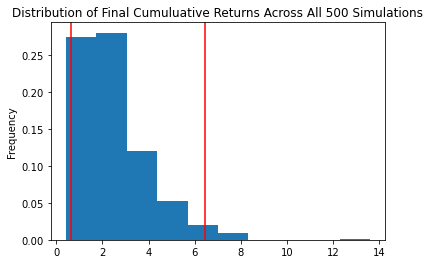 Distribution of Final Cumuluative Returns Across All 500 Simulations
Frequency
0.25
0.20
0.15
0.10
0.05
0.00
0 2 4 6 8 10 12 14